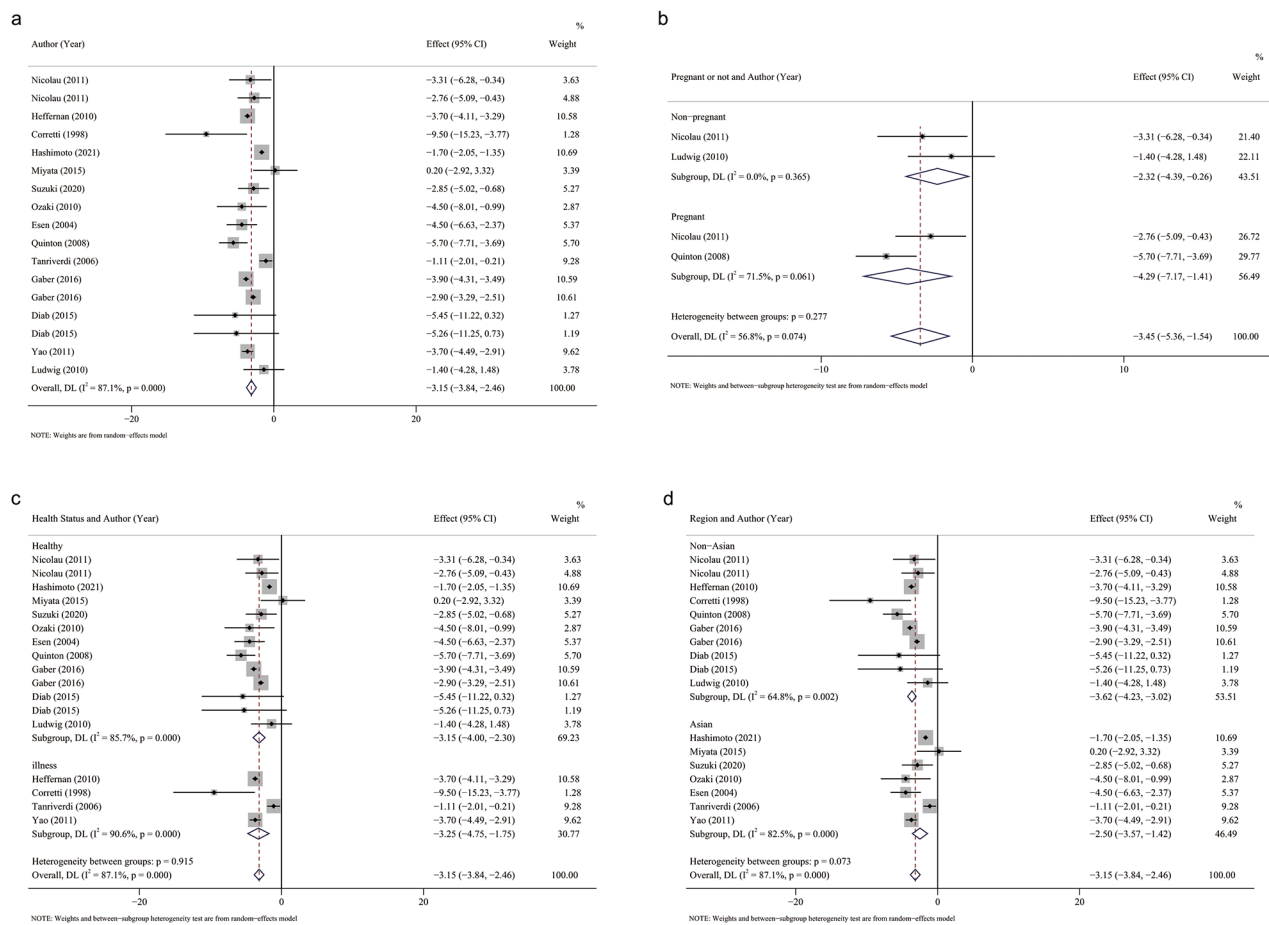 a
%
Author (Year) Effect (95% CI) Weight
Nicolau (2011) −3.31 (−6.28, −0.34) 3.63
Nicolau (2011) −2.76 (−5.09, −0.43) 4.88
Heffernan (2010) −3.70 (−4.11, −3.29) 10.58
Corretti (1998) −9.50 (−15.23, −3.77) 1.28
Hashimoto (2021) −1.70 (−2.05, −1.35) 10.69
Miyata (2015) 0.20 (−2.92, 3.32) 3.39
Suzuki (2020) −2.85 (−5.02, −0.68) 5.27
Ozaki (2010) −4.50 (−8.01, −0.99) 2.87
Esen (2004) −4.50 (−6.63, −2.37) 5.37
Quinton (2008) −5.70 (−7.71, −3.69) 5.70
Tanriverdi (2006) −1.11 (−2.01, −0.21) 9.28
Gaber (2016) −3.90 (−4.31, −3.49) 10.59
Gaber (2016) −2.90 (−3.29, −2.51) 10.61
Diab (2015) −5.45 (−11.22, 0.32) 1.27
Diab (2015) −5.26 (−11.25, 0.73) 1.19
Yao (2011) −3.70 (−4.49, −2.91) 9.62
Ludwig (2010) −1.40 (−4.28, 1.48) 3.78
Overall, DL (I² = 87.1%, p = 0.000) −3.15 (−3.84, −2.46) 100.00
−20 0 20
NOTE: Weights are from random−effects model
b
%
Pregnant or not and Author (Year) Effect (95% CI) Weight
Non−pregnant
Nicolau (2011) −3.31 (−6.28, −0.34) 21.40
Ludwig (2010) −1.40 (−4.28, 1.48) 22.11
Subgroup, DL (I² = 0.0%, p = 0.365) −2.32 (−4.39, −0.26) 43.51
Pregnant
Nicolau (2011) −2.76 (−5.09, −0.43) 26.72
Quinton (2008) −5.70 (−7.71, −3.69) 29.77
Subgroup, DL (I² = 71.5%, p = 0.061) −4.29 (−7.17, −1.41) 56.49
Heterogeneity between groups: p = 0.277
Overall, DL (I² = 56.8%, p = 0.074) −3.45 (−5.36, −1.54) 100.00
−10 0 10
NOTE: Weights and between−subgroup heterogeneity test are from random−effects model
c
%
Health Status and Author (Year) Effect (95% CI) Weight
Healthy
Nicolau (2011) −3.31 (−6.28, −0.34) 3.63
Nicolau (2011) −2.76 (−5.09, −0.43) 4.88
Hashimoto (2021) −1.70 (−2.05, −1.35) 10.69
Miyata (2015) 0.20 (−2.92, 3.32) 3.39
Suzuki (2020) −2.85 (−5.02, −0.68) 5.27
Ozaki (2010) −4.50 (−8.01, −0.99) 2.87
Esen (2004) −4.50 (−6.63, −2.37) 5.37
Quinton (2008) −5.70 (−7.71, −3.69) 5.70
Gaber (2016) −3.90 (−4.31, −3.49) 10.59
Gaber (2016) −2.90 (−3.29, −2.51) 10.61
Diab (2015) −5.45 (−11.22, 0.32) 1.27
Diab (2015) −5.26 (−11.25, 0.73) 1.19
Ludwig (2010) −1.40 (−4.28, 1.48) 3.78
Subgroup, DL (I² = 85.7%, p = 0.000) −3.15 (−4.00, −2.30) 69.23
illness
Heffernan (2010) −3.70 (−4.11, −3.29) 10.58
Corretti (1998) −9.50 (−15.23, −3.77) 1.28
Tanriverdi (2006) −1.11 (−2.01, −0.21) 9.28
Yao (2011) −3.70 (−4.49, −2.91) 9.62
Subgroup, DL (I² = 90.6%, p = 0.000) −3.25 (−4.75, −1.75) 30.77
Heterogeneity between groups: p = 0.915
Overall, DL (I² = 87.1%, p = 0.000) −3.15 (−3.84, −2.46) 100.00
−20 0 20
NOTE: Weights and between−subgroup heterogeneity test are from random−effects model
d
%
Region and Author (Year) Effect (95% CI) Weight
Non−Asian
Nicolau (2011) −3.31 (−6.28, −0.34) 3.63
Nicolau (2011) −2.76 (−5.09, −0.43) 4.88
Heffernan (2010) −3.70 (−4.11, −3.29) 10.58
Corretti (1998) −9.50 (−15.23, −3.77) 1.28
Quinton (2008) −5.70 (−7.71, −3.69) 5.70
Gaber (2016) −3.90 (−4.31, −3.49) 10.59
Gaber (2016) −2.90 (−3.29, −2.51) 10.61
Diab (2015) −5.45 (−11.22, 0.32) 1.27
Diab (2015) −5.26 (−11.25, 0.73) 1.19
Ludwig (2010) −1.40 (−4.28, 1.48) 3.78
Subgroup, DL (I² = 64.8%, p = 0.002) −3.62 (−4.23, −3.02) 53.51
Asian
Hashimoto (2021) −1.70 (−2.05, −1.35) 10.69
Miyata (2015) 0.20 (−2.92, 3.32) 3.39
Suzuki (2020) −2.85 (−5.02, −0.68) 5.27
Ozaki (2010) −4.50 (−8.01, −0.99) 2.87
Esen (2004) −4.50 (−6.63, −2.37) 5.37
Tanriverdi (2006) −1.11 (−2.01, −0.21) 9.28
Yao (2011) −3.70 (−4.49, −2.91) 9.62
Subgroup, DL (I² = 82.5%, p = 0.000) −2.50 (−3.57, −1.42) 46.49
Heterogeneity between groups: p = 0.073
Overall, DL (I² = 87.1%, p = 0.000) −3.15 (−3.84, −2.46) 100.00
−20 0 20
NOTE: Weights and between−subgroup heterogeneity test are from random−effects model